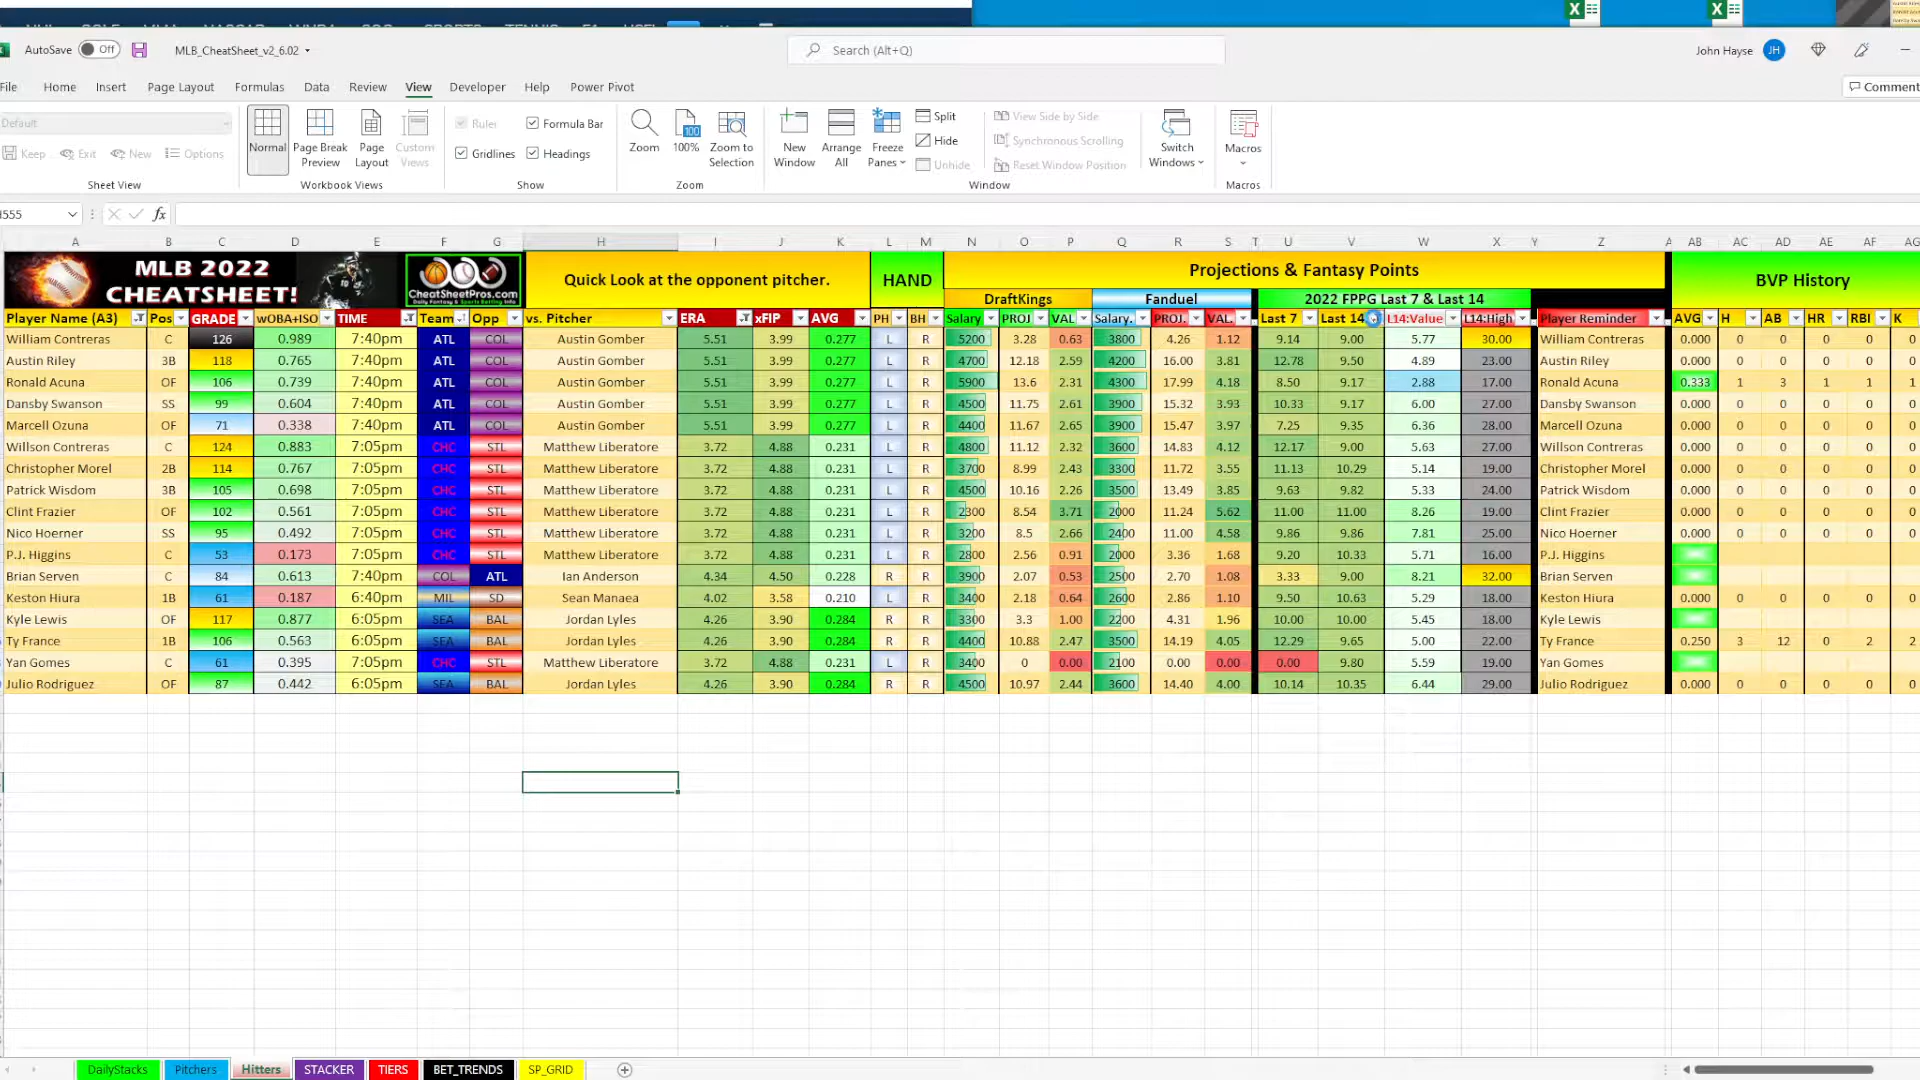 AutoSave Off MLB_CheatSheet_v2_6.02 Search (Alt+Q) John Hayse JH
File Home Insert Page Layout Formulas Data Review View Developer Help Power Pivot Comment
Default Normal Page Break Preview Page Layout Custom Views Ruler Formula Bar Zoom 100% Zoom to Selection New Window Arrange All Freeze Panes Split View Side by Side Switch Windows Macros
Keep Exit New Options Gridlines Headings Hide Synchronous Scrolling
Unhide Reset Window Position
Sheet View Workbook Views Show Zoom Window Macros
fx
A B C D E F G H I J K L M N O P Q R S T U V W X Y Z A AB AC AD AE AF AG
MLB 2022 CHEATSHEET! CheatSheetPros.com Quick Look at the opponent pitcher. HAND Projections & Fantasy Points BVP History
DraftKings Fanduel 2022 FPPG Last 7 & Last 14
Player Name (A3) Pos GRADE wOBA+ISO TIME Team Opp vs. Pitcher ERA xFIP AVG PH BH Salary PROJ VAL Salary. PROJ. VAL. Last 7 Last 14 L14:Value L14:High Player Reminder AVG H AB HR RBI K
William Contreras C 126 0.989 7:40pm ATL COL Austin Gomber 5.51 3.99 0.277 L R 5200 3.28 0.63 3800 4.26 1.12 9.14 9.00 5.77 30.00 William Contreras 0.000 0 0 0 0 0
Austin Riley 3B 118 0.765 7:40pm ATL COL Austin Gomber 5.51 3.99 0.277 L R 4700 12.18 2.59 4200 16.00 3.81 12.78 9.50 4.89 23.00 Austin Riley 0.000 0 0 0 0 0
Ronald Acuna OF 106 0.739 7:40pm ATL COL Austin Gomber 5.51 3.99 0.277 L R 5900 13.6 2.31 4300 17.99 4.18 8.50 9.17 2.88 17.00 Ronald Acuna 0.333 1 3 1 1 1
Dansby Swanson SS 99 0.604 7:40pm ATL COL Austin Gomber 5.51 3.99 0.277 L R 4500 11.75 2.61 3900 15.32 3.93 10.33 9.17 6.00 27.00 Dansby Swanson 0.000 0 0 0 0 0
Marcell Ozuna OF 71 0.338 7:40pm ATL COL Austin Gomber 5.51 3.99 0.277 L R 4400 11.67 2.65 3900 15.47 3.97 7.25 9.35 6.36 28.00 Marcell Ozuna 0.000 0 0 0 0 0
Willson Contreras C 124 0.883 7:05pm CHC STL Matthew Liberatore 3.72 4.88 0.231 L R 4800 11.12 2.32 3600 14.83 4.12 12.17 9.00 5.63 27.00 Willson Contreras 0.000 0 0 0 0 0
Christopher Morel 2B 114 0.767 7:05pm CHC STL Matthew Liberatore 3.72 4.88 0.231 L R 3700 8.99 2.43 3300 11.72 3.55 11.13 10.29 5.14 19.00 Christopher Morel 0.000 0 0 0 0 0
Patrick Wisdom 3B 105 0.698 7:05pm CHC STL Matthew Liberatore 3.72 4.88 0.231 L R 4500 10.16 2.26 3500 13.49 3.85 9.63 9.82 5.33 24.00 Patrick Wisdom 0.000 0 0 0 0 0
Clint Frazier OF 102 0.561 7:05pm CHC STL Matthew Liberatore 3.72 4.88 0.231 L R 2300 8.54 3.71 2000 11.24 5.62 11.00 11.00 8.26 19.00 Clint Frazier 0.000 0 0 0 0 0
Nico Hoerner SS 95 0.492 7:05pm CHC STL Matthew Liberatore 3.72 4.88 0.231 L R 3200 8.5 2.66 2400 11.00 4.58 9.86 9.86 7.81 25.00 Nico Hoerner 0.000 0 0 0 0 0
P.J. Higgins C 53 0.173 7:05pm CHC STL Matthew Liberatore 3.72 4.88 0.231 L R 2800 2.56 0.91 2000 3.36 1.68 9.20 10.33 5.71 16.00 P.J. Higgins
Brian Serven C 84 0.613 7:40pm COL ATL Ian Anderson 4.34 4.50 0.228 R R 3900 2.07 0.53 2500 2.70 1.08 3.33 9.00 8.21 32.00 Brian Serven
Keston Hiura 1B 61 0.187 6:40pm MIL SD Sean Manaea 4.02 3.58 0.210 L R 3400 2.18 0.64 2600 2.86 1.10 9.50 10.63 5.29 18.00 Keston Hiura 0.000 0 0 0 0 0
Kyle Lewis OF 117 0.877 6:05pm SEA BAL Jordan Lyles 4.26 3.90 0.284 R R 3300 3.3 1.00 2200 4.31 1.96 10.00 10.00 5.45 18.00 Kyle Lewis
Ty France 1B 106 0.563 6:05pm SEA BAL Jordan Lyles 4.26 3.90 0.284 R R 4400 10.88 2.47 3500 14.19 4.05 12.29 9.65 5.00 22.00 Ty France 0.250 3 12 0 2 2
Yan Gomes C 61 0.395 7:05pm CHC STL Matthew Liberatore 3.72 4.88 0.231 L R 3400 0 0.00 2100 0.00 0.00 0.00 9.80 5.59 19.00 Yan Gomes
Julio Rodriguez OF 87 0.442 6:05pm SEA BAL Jordan Lyles 4.26 3.90 0.284 R R 4500 10.97 2.44 3600 14.40 4.00 10.14 10.35 6.44 29.00 Julio Rodriguez 0.000 0 0 0 0 0
DailyStacks Pitchers Hitters STACKER TIERS BET_TRENDS SP_GRID